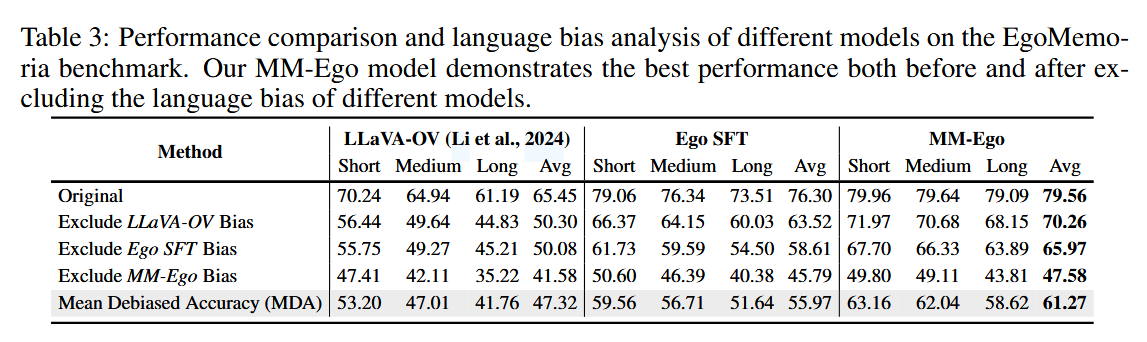 Table 3: Performance comparison and language bias analysis of different models on the EgoMemo-
ria benchmark. Our MM-Ego model demonstrates the best performance both before and after ex-
cluding the language bias of different models.
Method LLaVA-OV (Li et al., 2024) Ego SFT MM-Ego
Short Medium Long Avg Short Medium Long Avg Short Medium Long Avg
Original 70.24 64.94 61.19 65.45 79.06 76.34 73.51 76.30 79.96 79.64 79.09 79.56
Exclude LLaVA-OV Bias 56.44 49.64 44.83 50.30 66.37 64.15 60.03 63.52 71.97 70.68 68.15 70.26
Exclude Ego SFT Bias 55.75 49.27 45.21 50.08 61.73 59.59 54.50 58.61 67.70 66.33 63.89 65.97
Exclude MM-Ego Bias 47.41 42.11 35.22 41.58 50.60 46.39 40.38 45.79 49.80 49.11 43.81 47.58
Mean Debiased Accuracy (MDA) 53.20 47.01 41.76 47.32 59.56 56.71 51.64 55.97 63.16 62.04 58.62 61.27